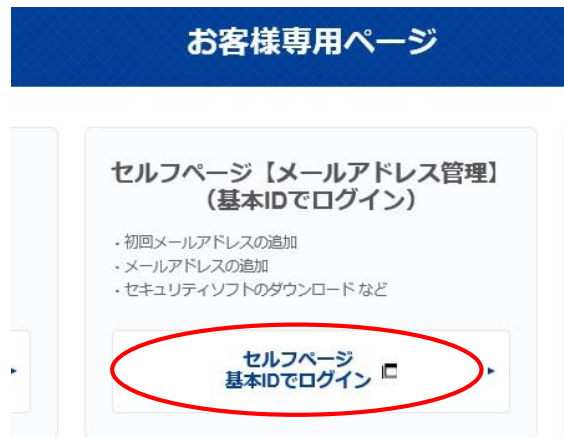 お客様専用ページ
セルフページ【メールアドレス管理】
（基本IDでログイン）
・初回メールアドレスの追加
・メールアドレスの追加
・セキュリティソフトのダウンロード など
セルフページ
基本IDでログイン